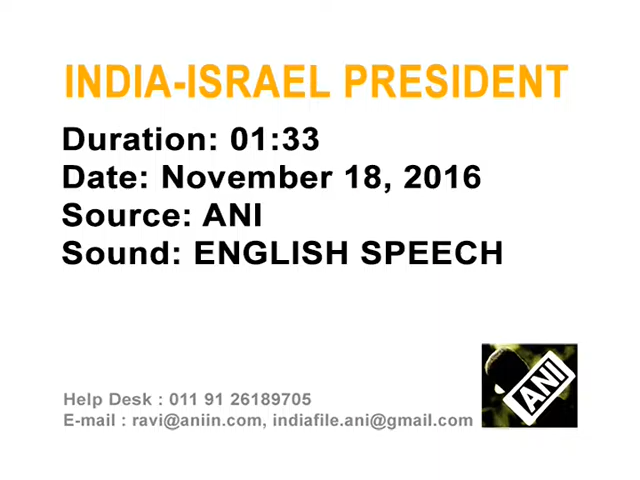 INDIA-ISRAEL PRESIDENT
Duration: 01:33
Date: November 18, 2016
Source: ANI
Sound: ENGLISH SPEECH
Help Desk : 011 91 26189705
E-mail : ravi@aniin.com, indiafile.ani@gmail.com
ANI